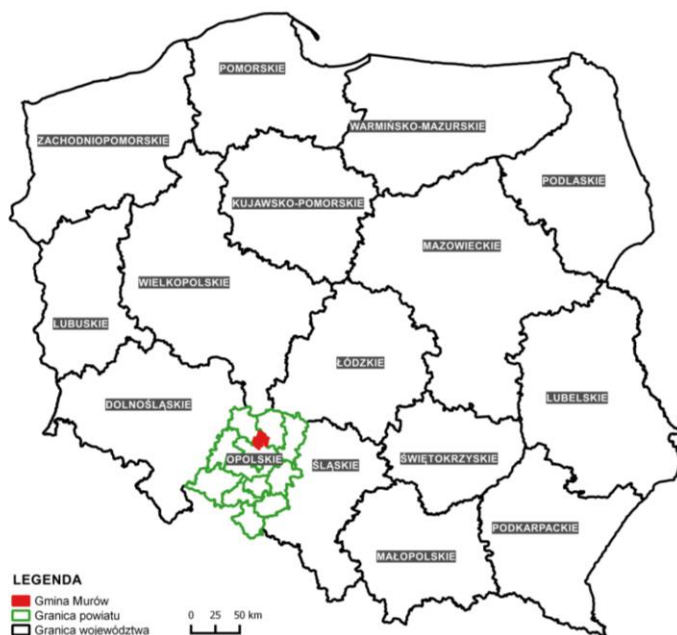 POMORSKIE
WARMIŃSKO-MAZURSKIE
ZACHODNIOPOMORSKIE
PODLASKIE
KUJAWSKO-POMORSKIE
MAZOWIECKIE
WIELKOPOLSKIE
LUBUSKIE
ŁÓDZKIE
LUBELSKIE
DOLNOŚLĄSKIE
OPOLSKIE
ŚLĄSKIE
ŚWIĘTOKRZYSKIE
PODKARPACKIE
MAŁOPOLSKIE
LEGENDA
Gmina Murów
Granica powiatu
Granica województwa
0 25 50 km